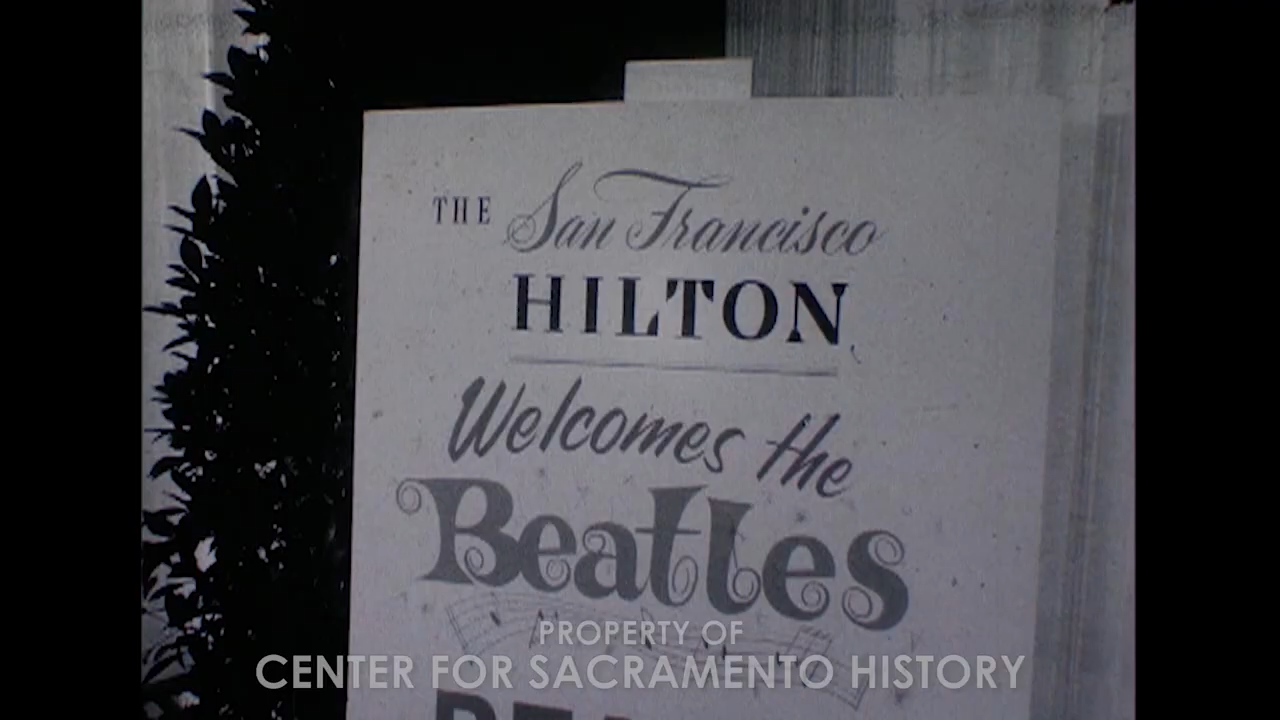 THE San Francisco
HILTON
Welcomes the
Beatles
PROPERTY OF
CENTER FOR SACRAMENTO HISTORY